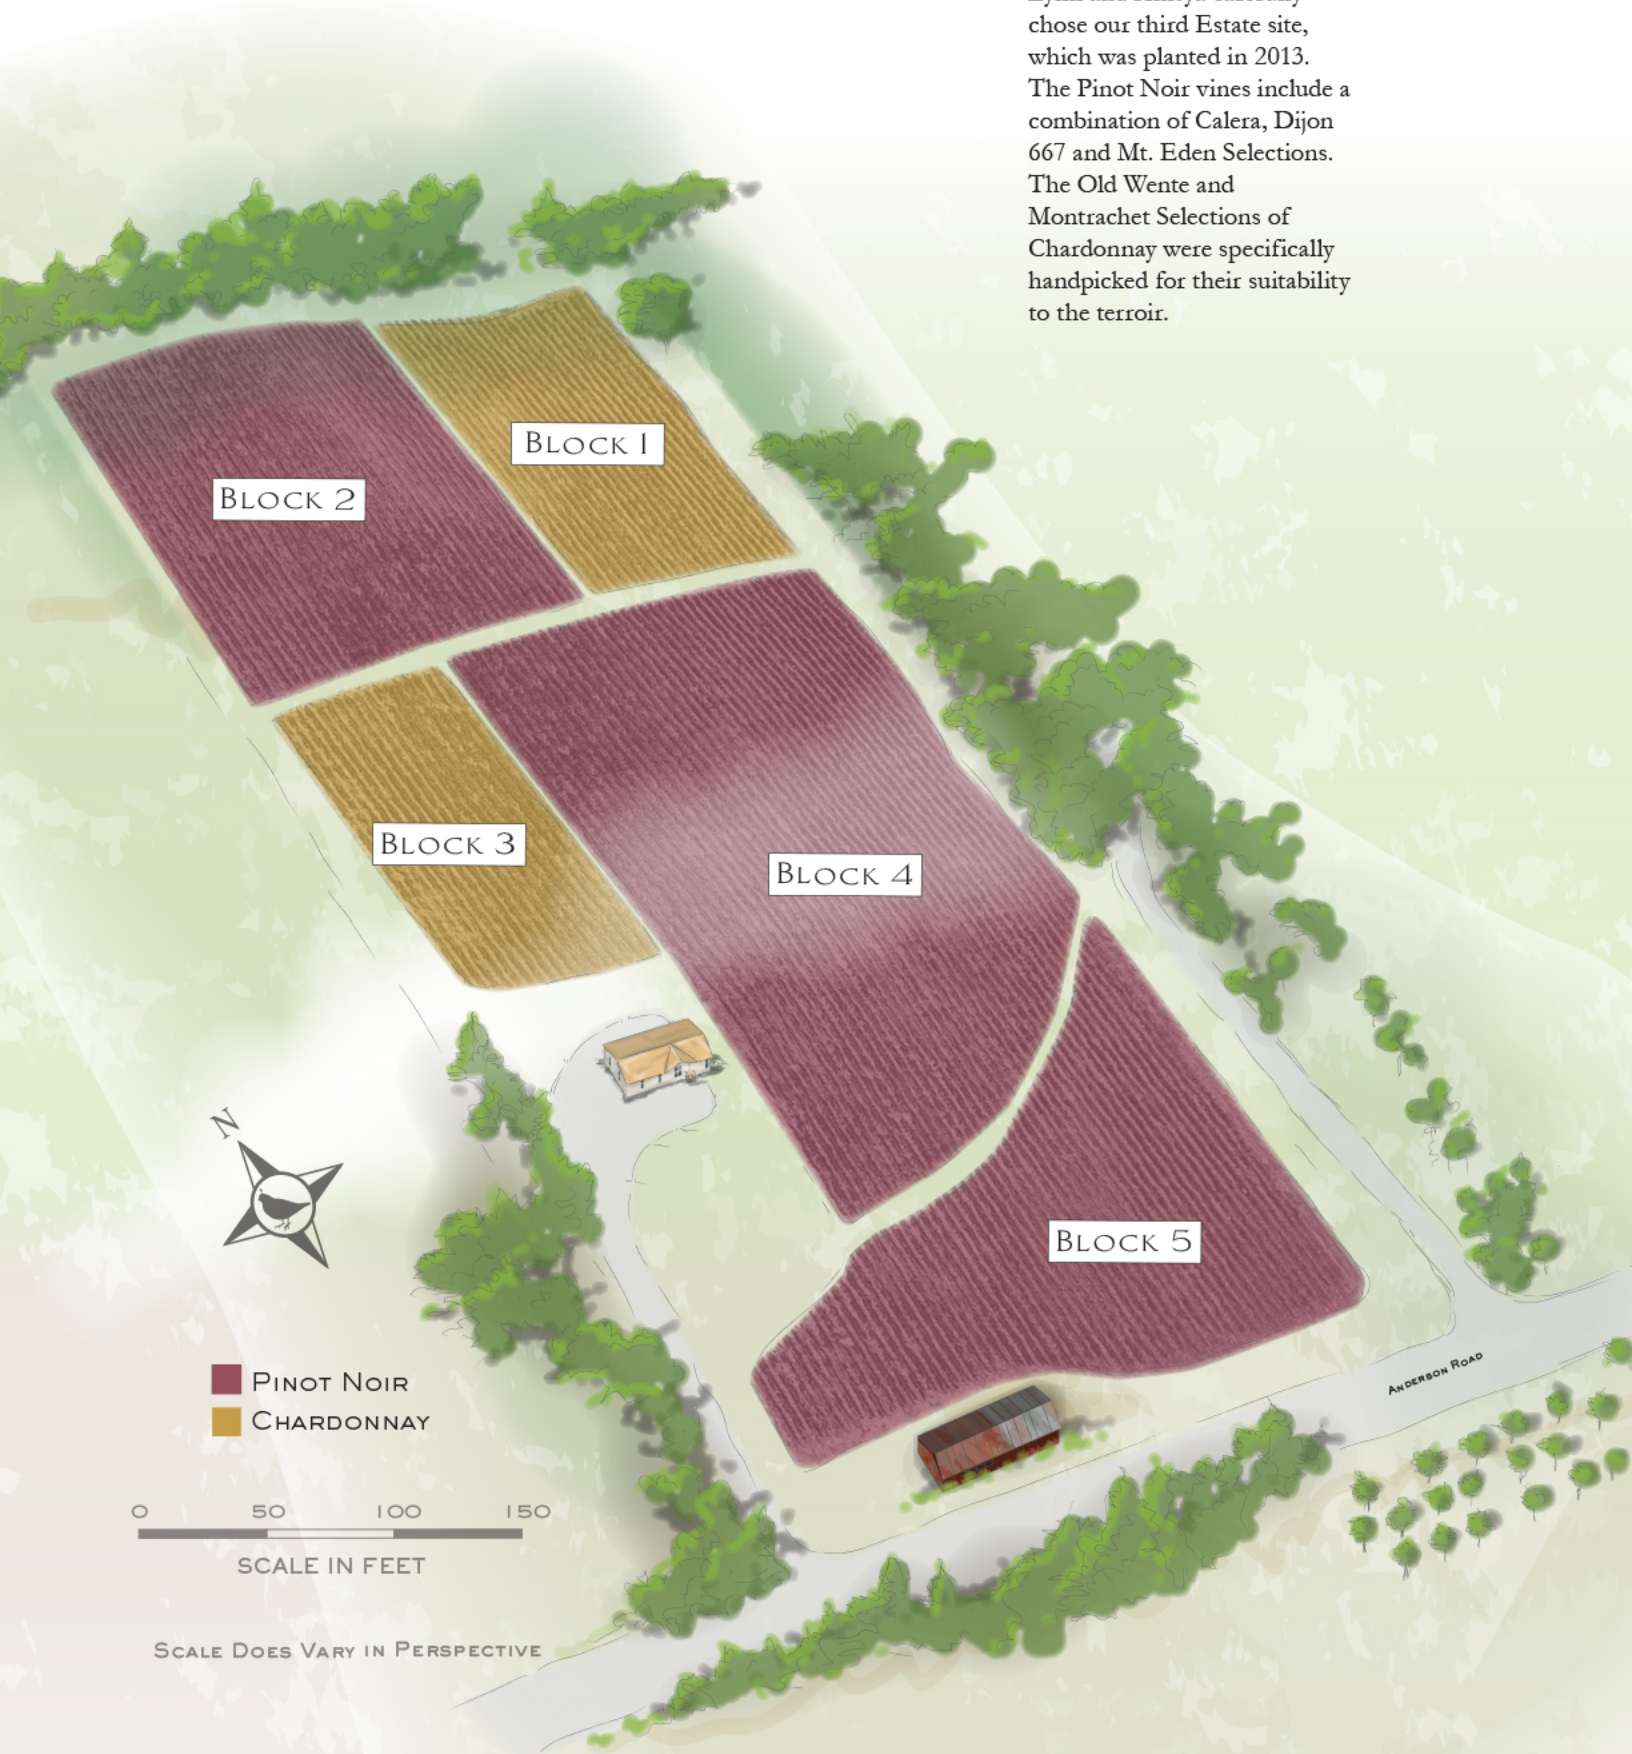 chose our third Estate site,
which was planted in 2013.
The Pinot Noir vines include a
combination of Calera, Dijon
667 and Mt. Eden Selections.
The Old Wente and
Montrachet Selections of
Chardonnay were specifically
handpicked for their suitability
to the terroir.
Block 1
Block 2
Block 3
Block 4
Block 5
N
Pinot Noir
Chardonnay
Anderson Road
0 50 100 150
SCALE IN FEET
Scale Does Vary in Perspective